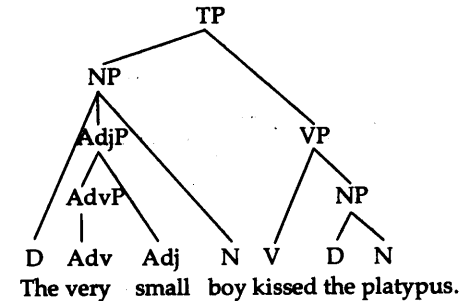 TP
NP
AdjP VP
AdvP NP
D Adv Adj N V D N
The very small boy kissed the platypus.